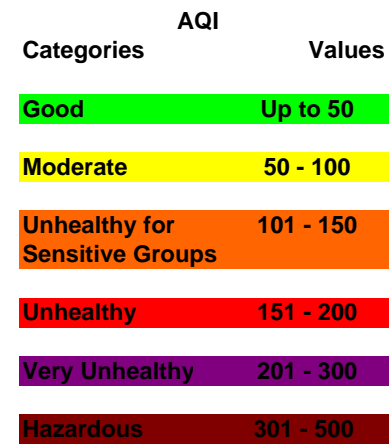 AQI
Categories Values
Good Up to 50
Moderate 50 - 100
Unhealthy for 101 - 150
Sensitive Groups
Unhealthy 151 - 200
Very Unhealthy 201 - 300
Hazardous 301 - 500